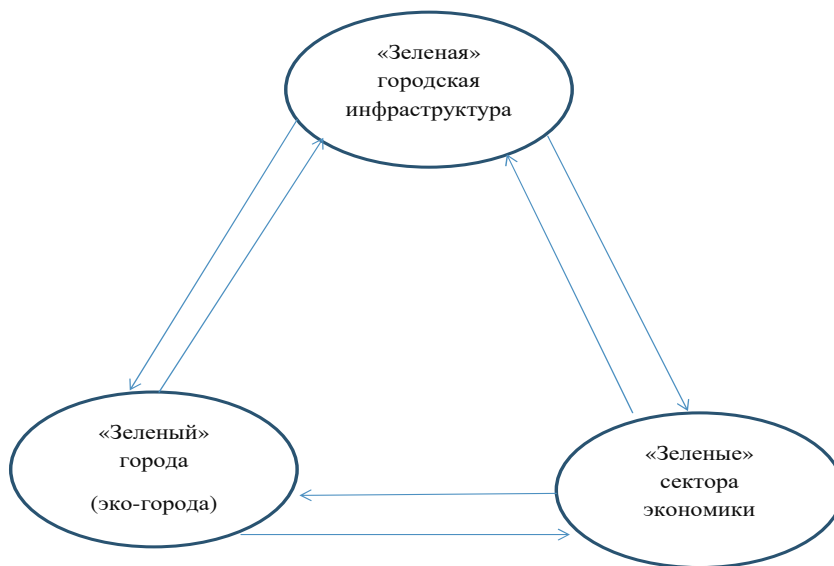 «Зеленая»
городская
инфраструктура
«Зеленый»
города
(эко-города)
«Зеленые»
сектора
экономики